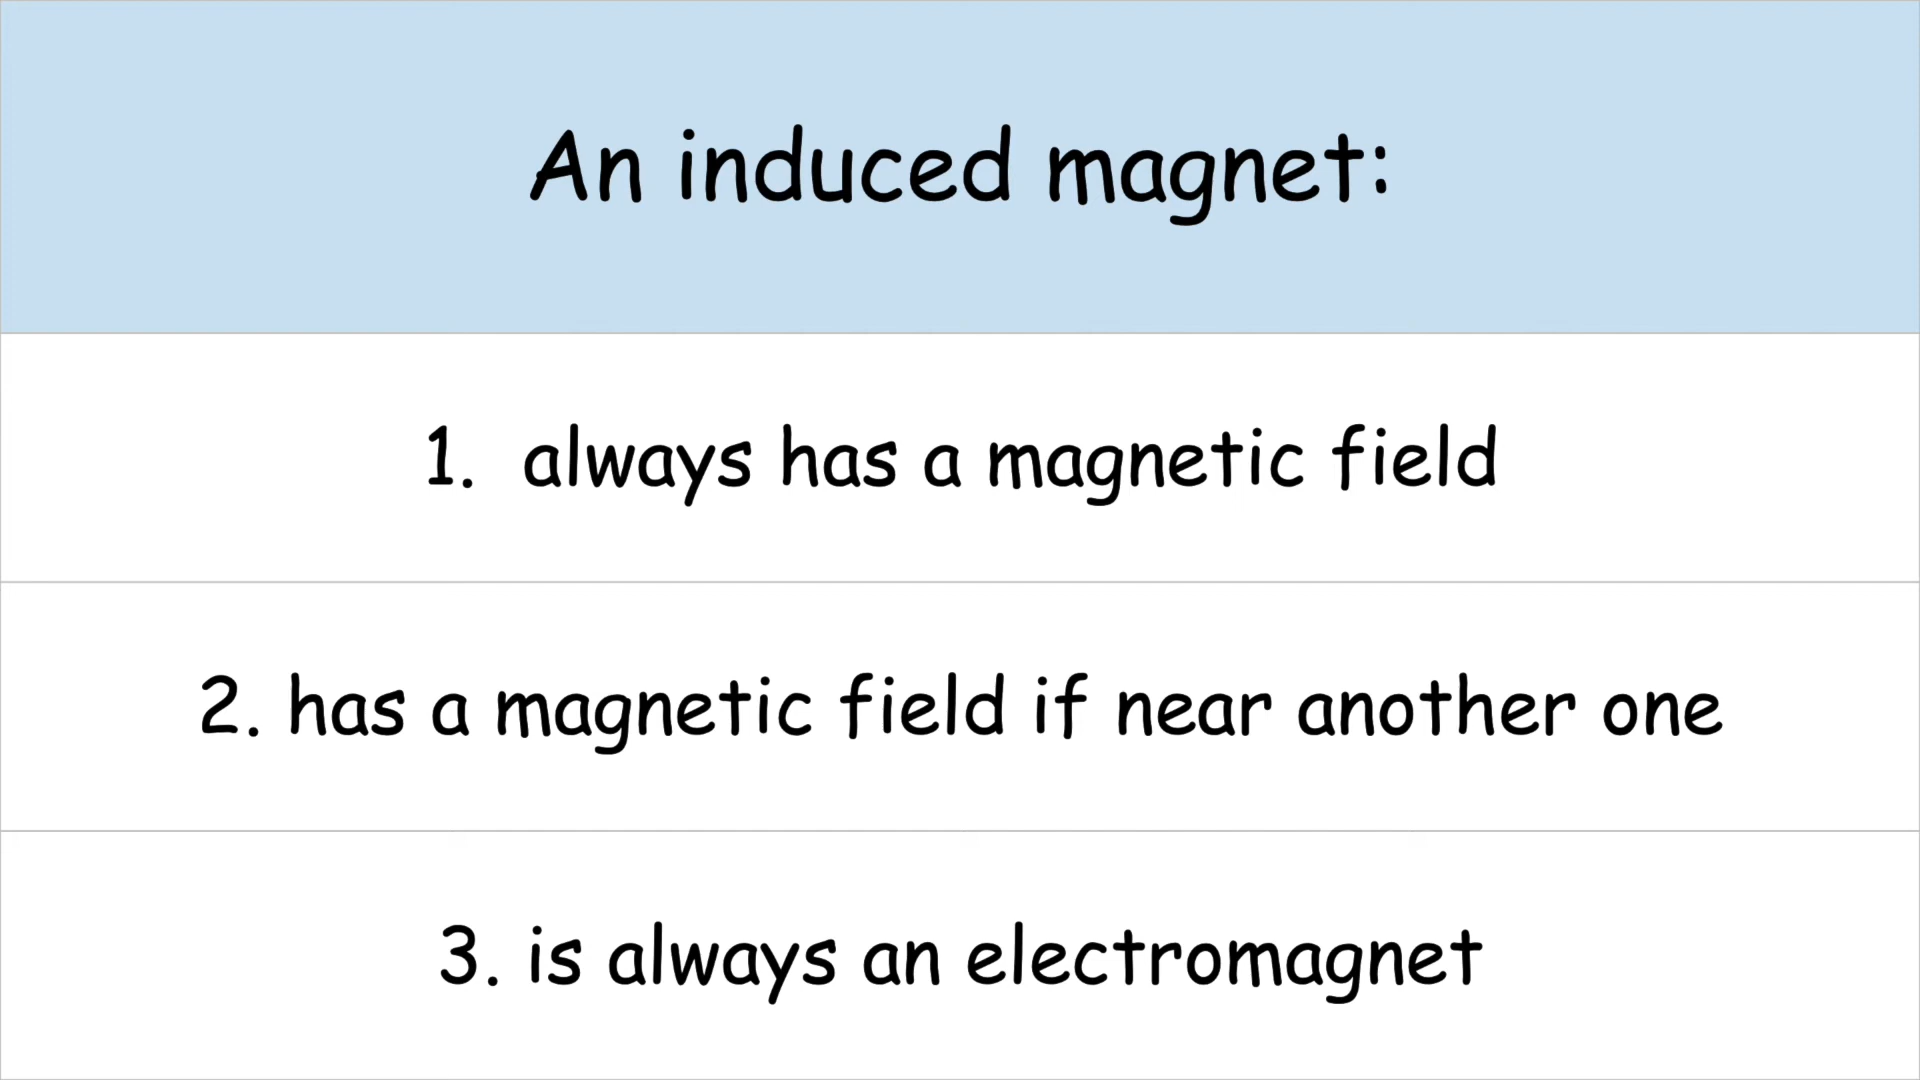 An induced magnet:
1. always has a magnetic field
2. has a magnetic field if near another one
3. is always an electromagnet